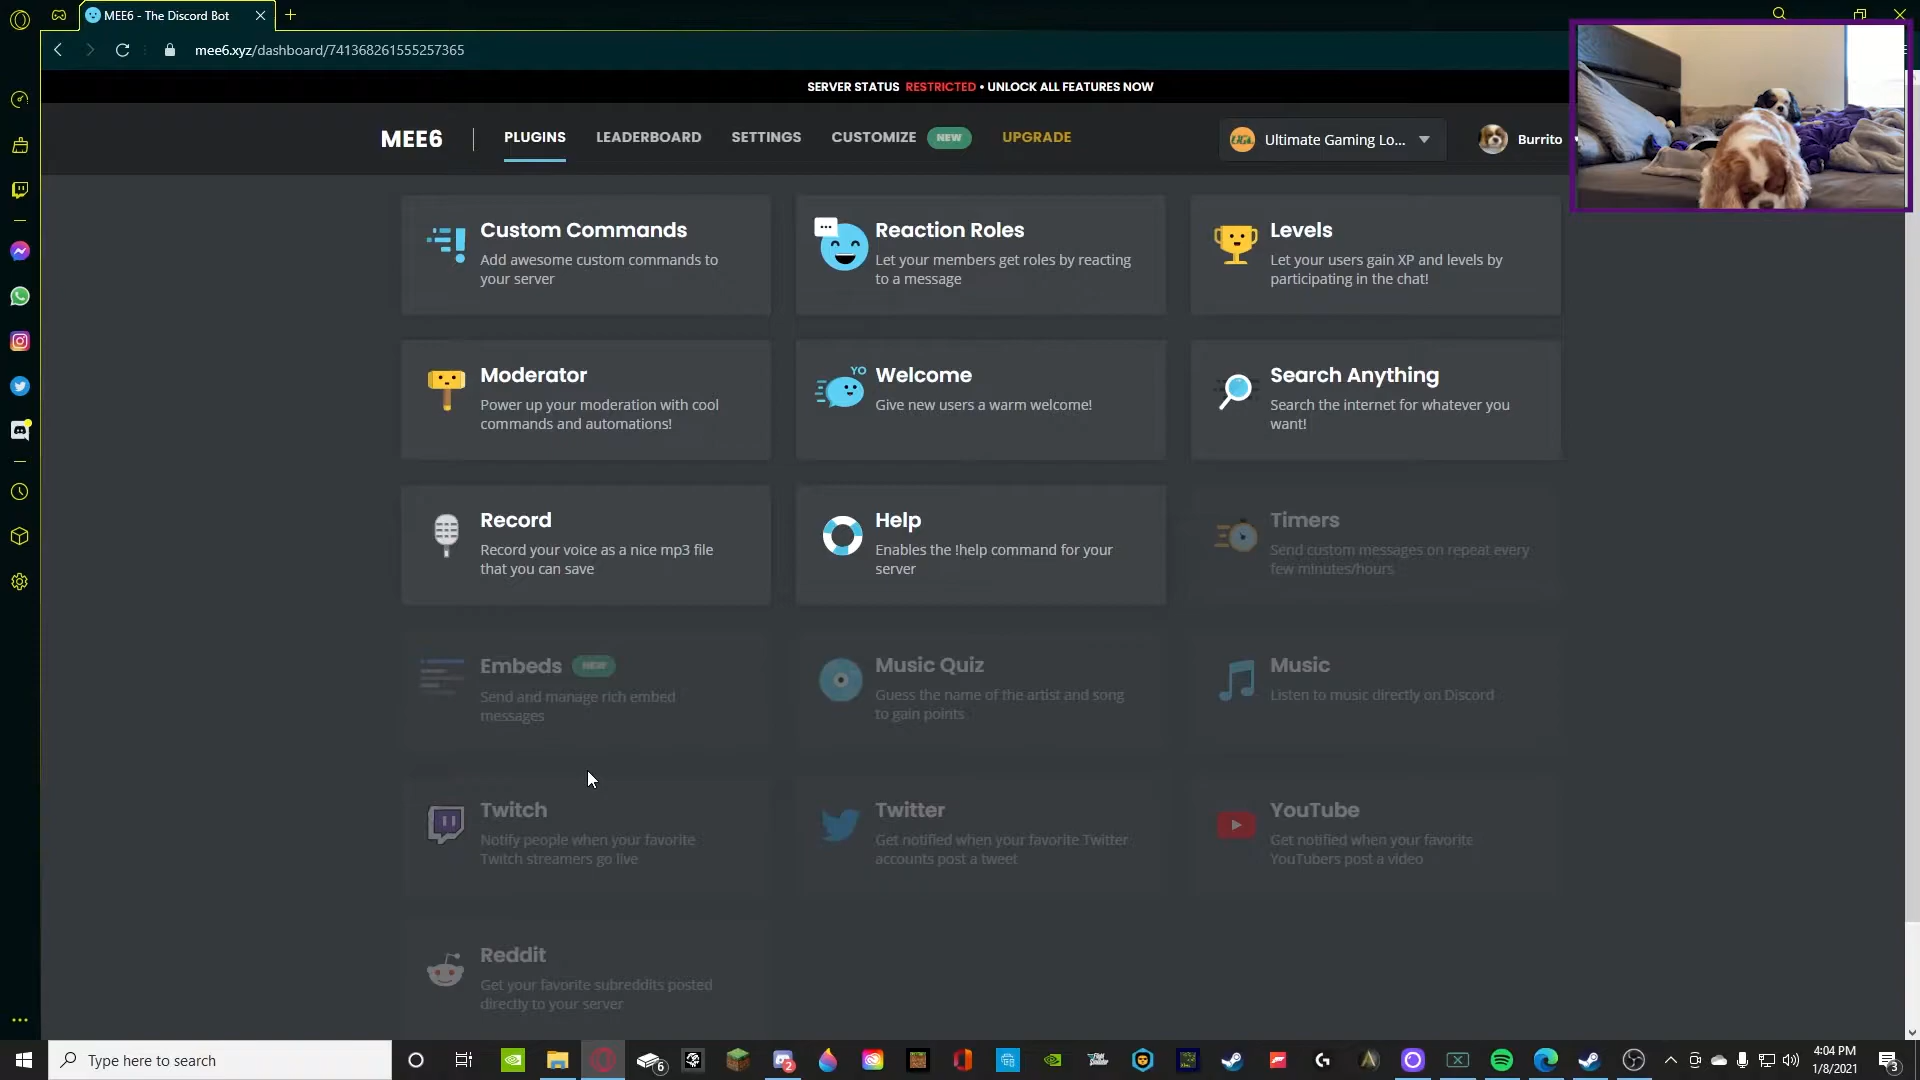 MEE6 - The Discord Bot
mee6.xyz/dashboard/741368261555257365
SERVER STATUS RESTRICTED • UNLOCK ALL FEATURES NOW
MEE6
PLUGINS
LEADERBOARD
SETTINGS
CUSTOMIZE NEW
UPGRADE
UGL
Ultimate Gaming Lo...
Burrito
Custom Commands
Add awesome custom commands to
your server
Reaction Roles
Let your members get roles by reacting
to a message
Levels
Let your users gain XP and levels by
participating in the chat!
Moderator
Power up your moderation with cool
commands and automations!
YO
Welcome
Give new users a warm welcome!
Search Anything
Search the internet for whatever you
want!
Record
Record your voice as a nice mp3 file
that you can save
Help
Enables the !help command for your
server
Timers
Send custom messages on repeat every
few minutes/hours
Embeds NEW
Send and manage rich embed
messages
Music Quiz
Guess the name of the artist and song
to gain points
Music
Listen to music directly on Discord
Twitch
Notify people when your favorite
Twitch streamers go live
Twitter
Get notified when your favorite Twitter
accounts post a tweet
YouTube
Get notified when your favorite
YouTubers post a video
Reddit
Get your favorite subreddits posted
directly to your server
Type here to search
6
2
4:04 PM
1/8/2021
3